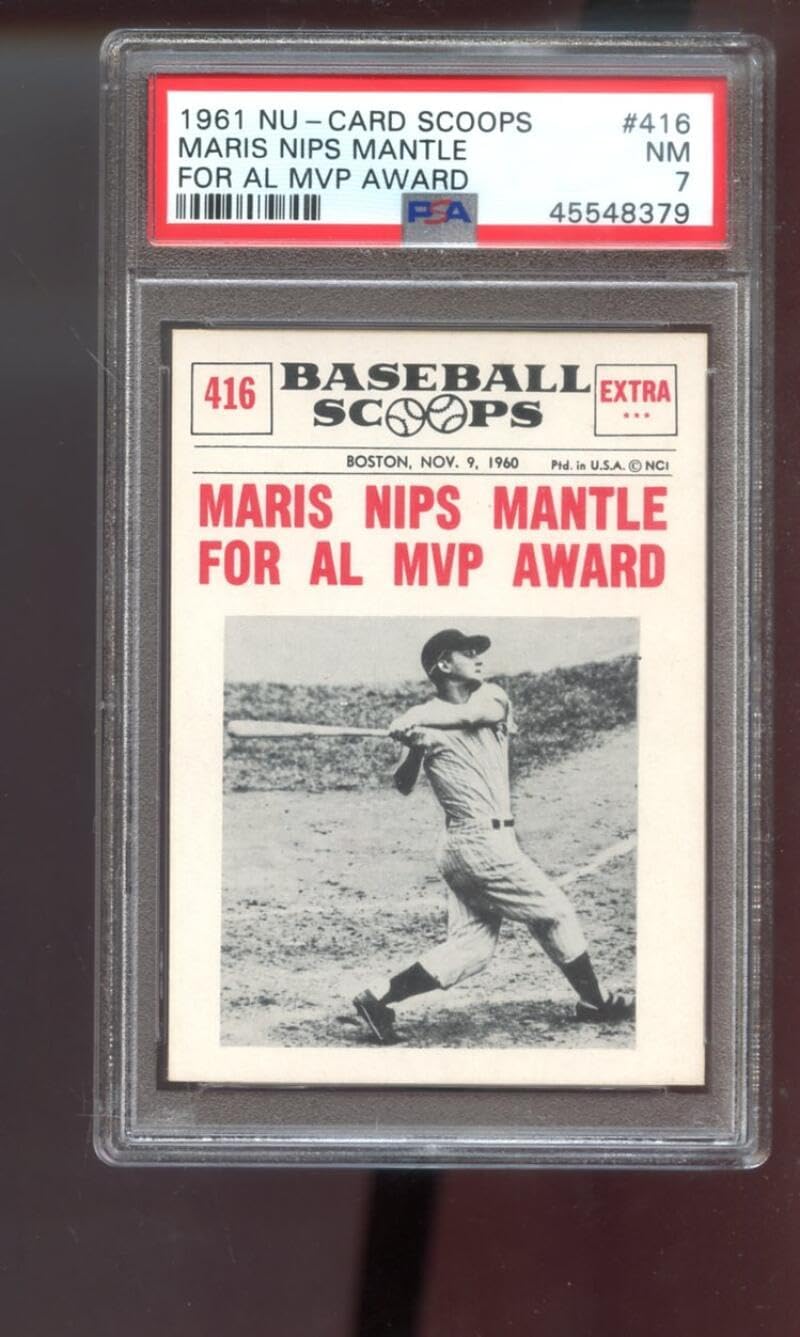 1961 NU-CARD SCOOPS #416
MARIS NIPS MANTLE NM
FOR AL MVP AWARD 7
PSA 45548379
416 BASEBALL SCOOPS EXTRA
BOSTON, NOV. 9, 1960 Ptd. in U.S.A. © NCI
MARIS NIPS MANTLE
FOR AL MVP AWARD